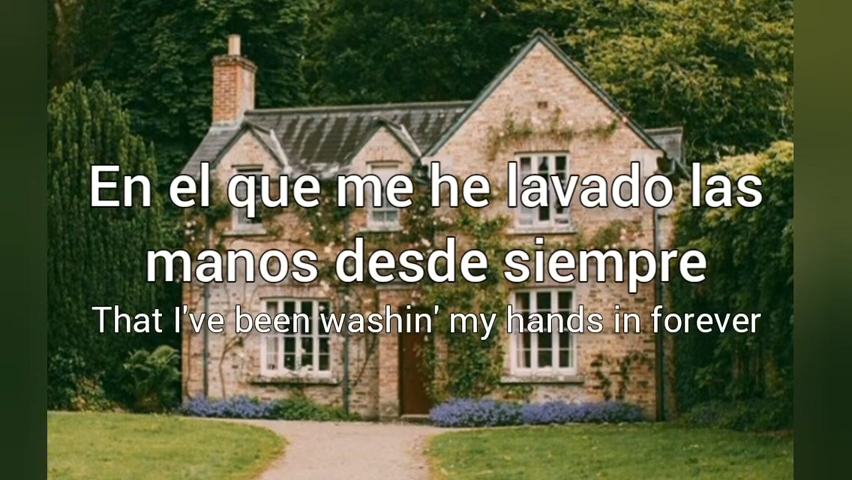 En el que me he lavado las
manos desde siempre
That I've been washin' my hands in forever